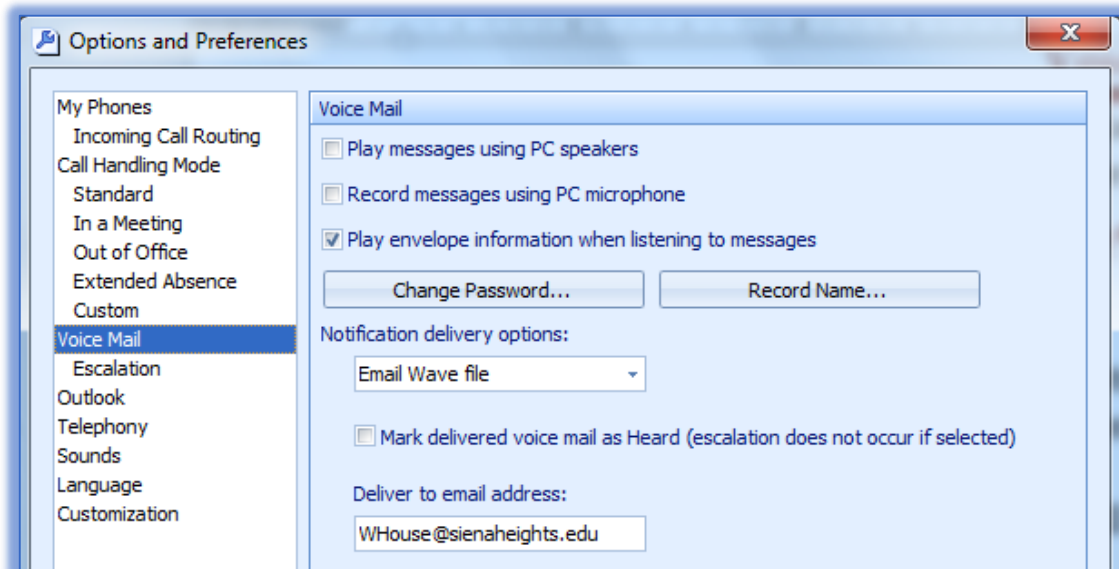 Options and Preferences
My Phones
Incoming Call Routing
Call Handling Mode
Standard
In a Meeting
Out of Office
Extended Absence
Custom
Voice Mail
Escalation
Outlook
Telephony
Sounds
Language
Customization
Voice Mail
Play messages using PC speakers
Record messages using PC microphone
Play envelope information when listening to messages
Change Password... Record Name...
Notification delivery options:
Email Wave file
Mark delivered voice mail as Heard (escalation does not occur if selected)
Deliver to email address:
WHouse@sienaheights.edu